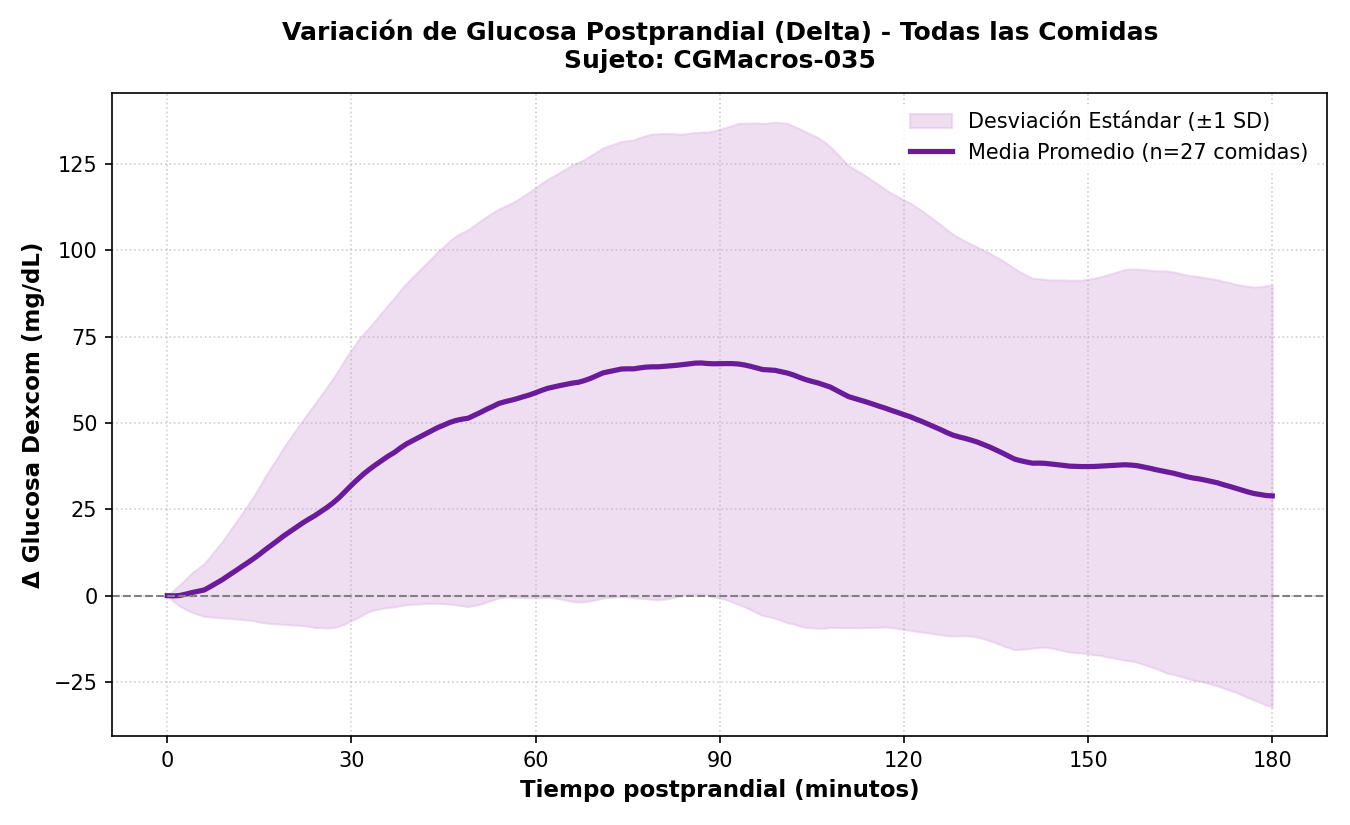 Variación de Glucosa Postprandial (Delta) - Todas las Comidas
Sujeto: CGMacros-035
Desviación Estándar (±1 SD)
Media Promedio (n=27 comidas)
Δ Glucosa Dexcom (mg/dL)
125
100
75
50
25
0
−25
0 30 60 90 120 150 180
Tiempo postprandial (minutos)